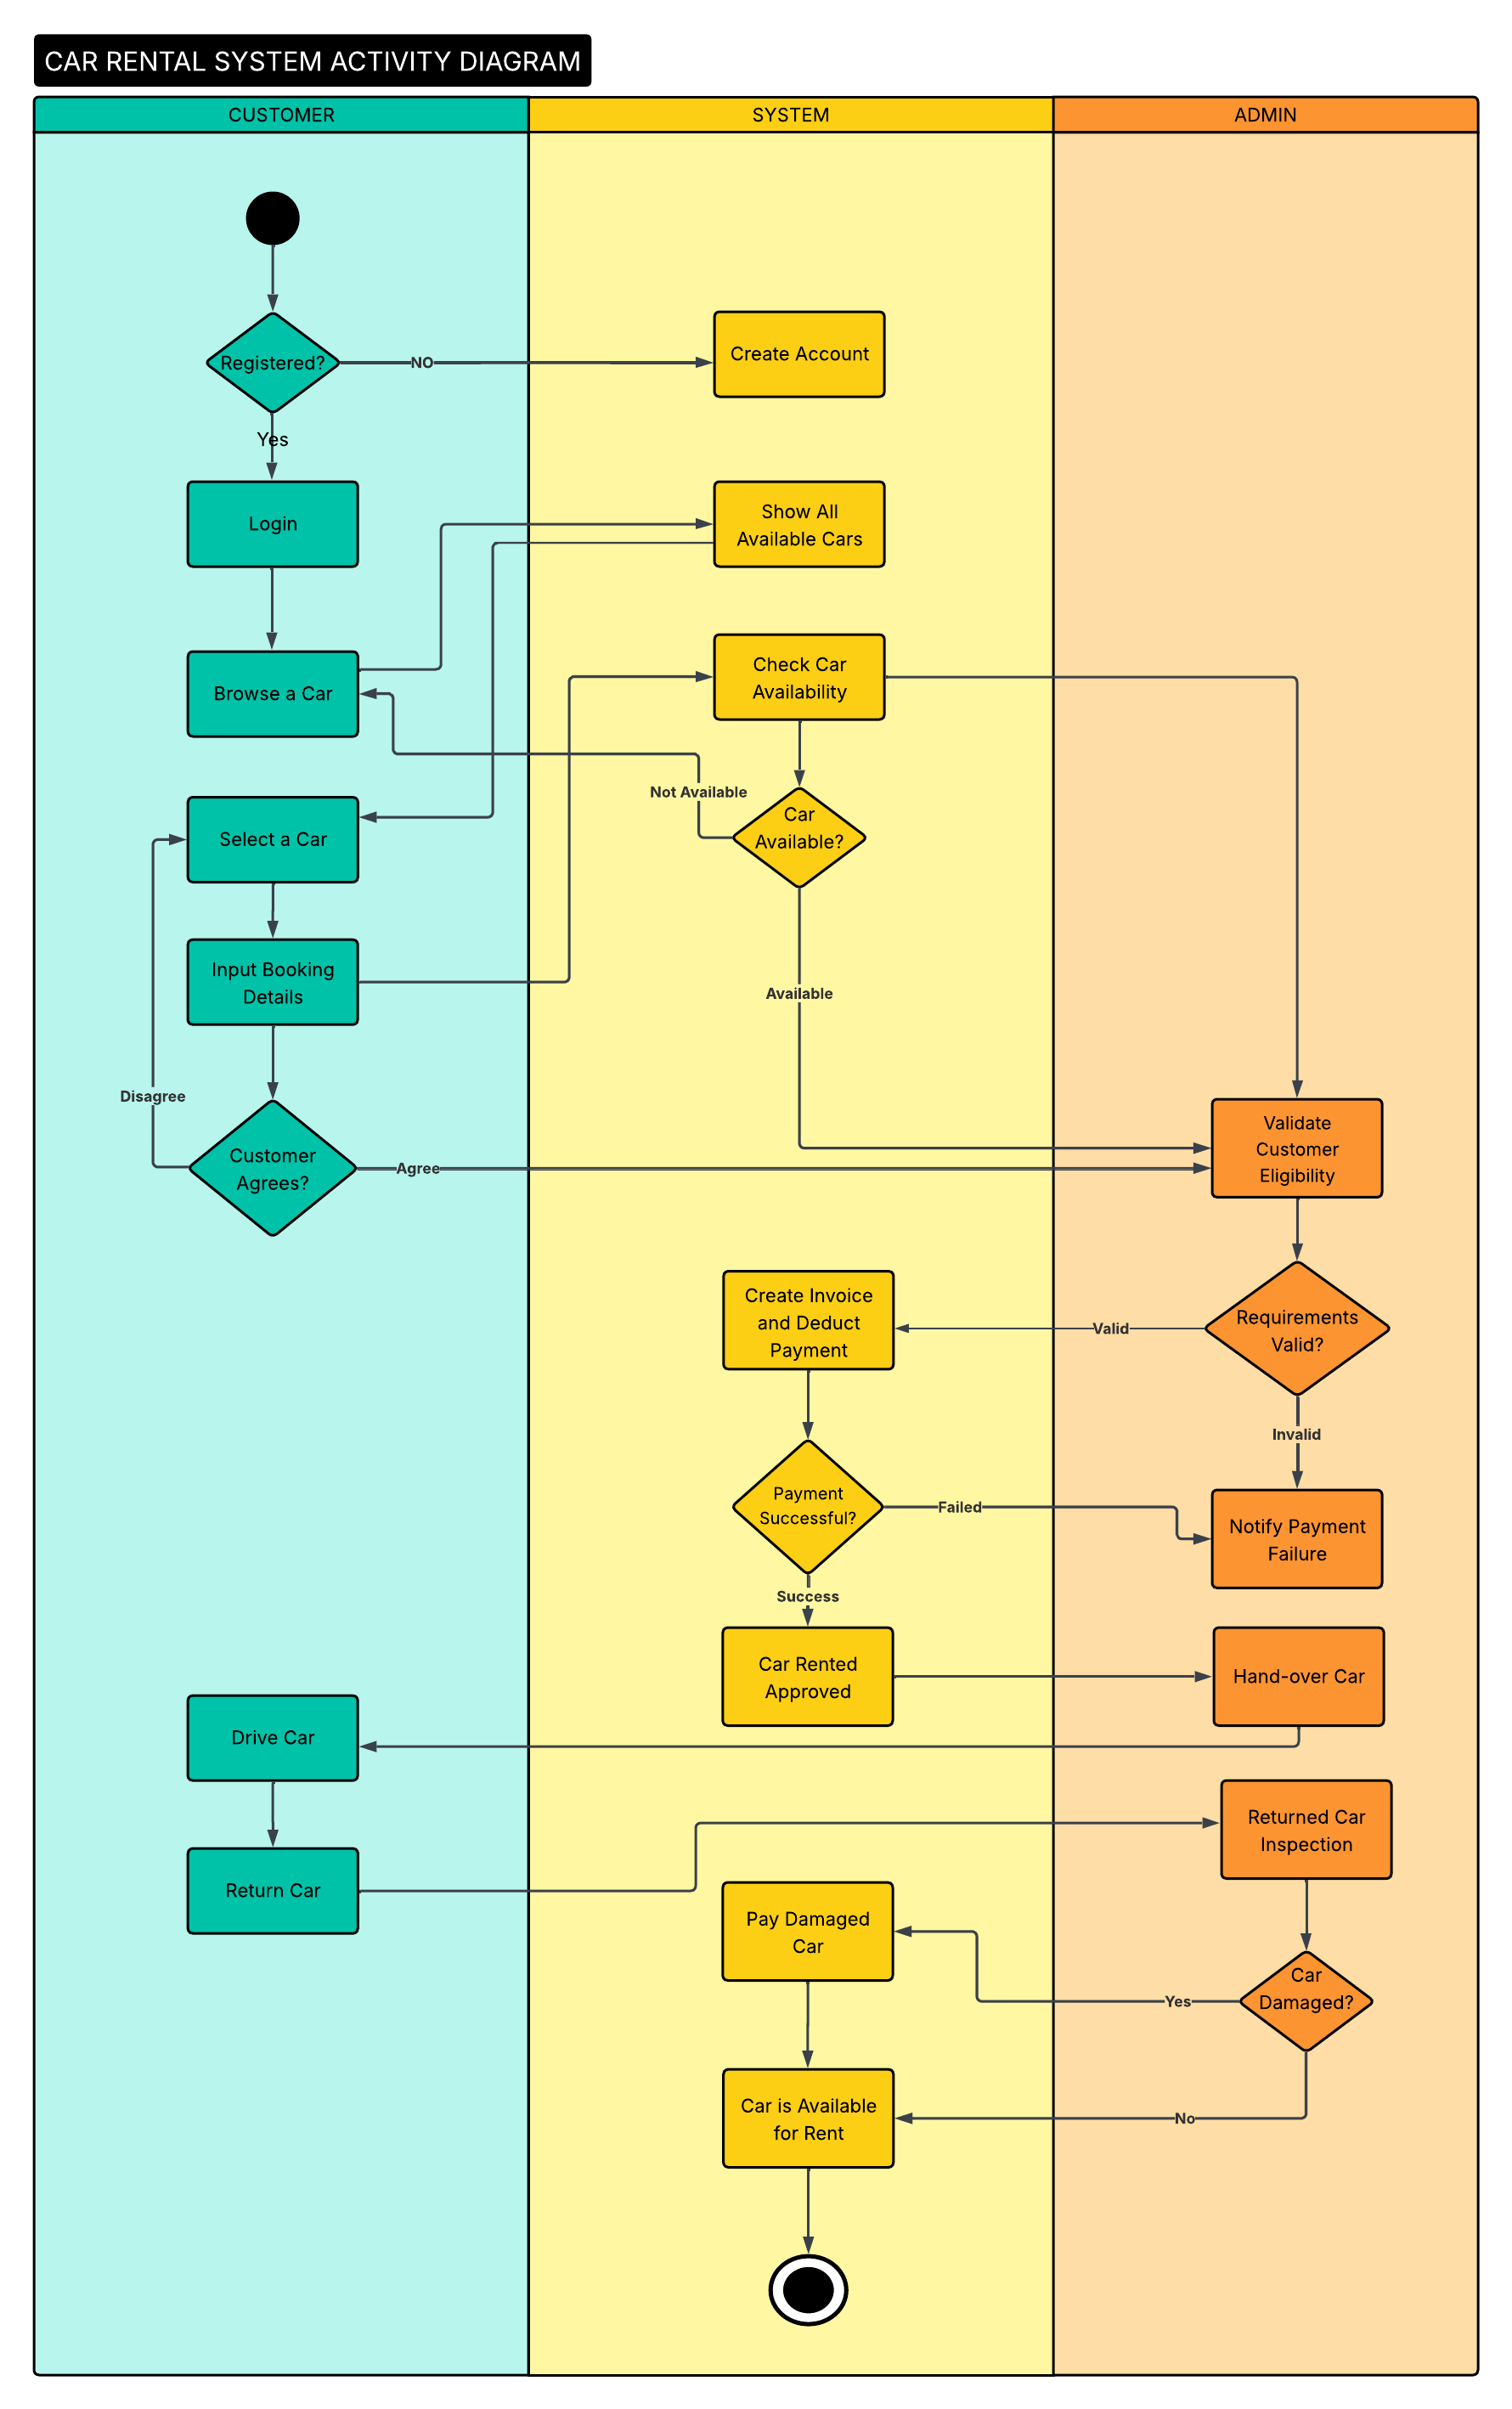 CAR RENTAL SYSTEM ACTIVITY DIAGRAM
CUSTOMER
SYSTEM
ADMIN
Registered?
NO
Create Account
Yes
Login
Show All
Available Cars
Browse a Car
Check Car
Availability
Not Available
Car
Available?
Select a Car
Input Booking
Details
Available
Disagree
Customer
Agrees?
Agree
Validate
Customer
Eligibility
Create Invoice
and Deduct
Payment
Valid
Requirements
Valid?
Invalid
Payment
Successful?
Failed
Notify Payment
Failure
Success
Car Rented
Approved
Hand-over Car
Drive Car
Returned Car
Inspection
Return Car
Pay Damaged
Car
Yes
Car
Damaged?
Car is Available
for Rent
No